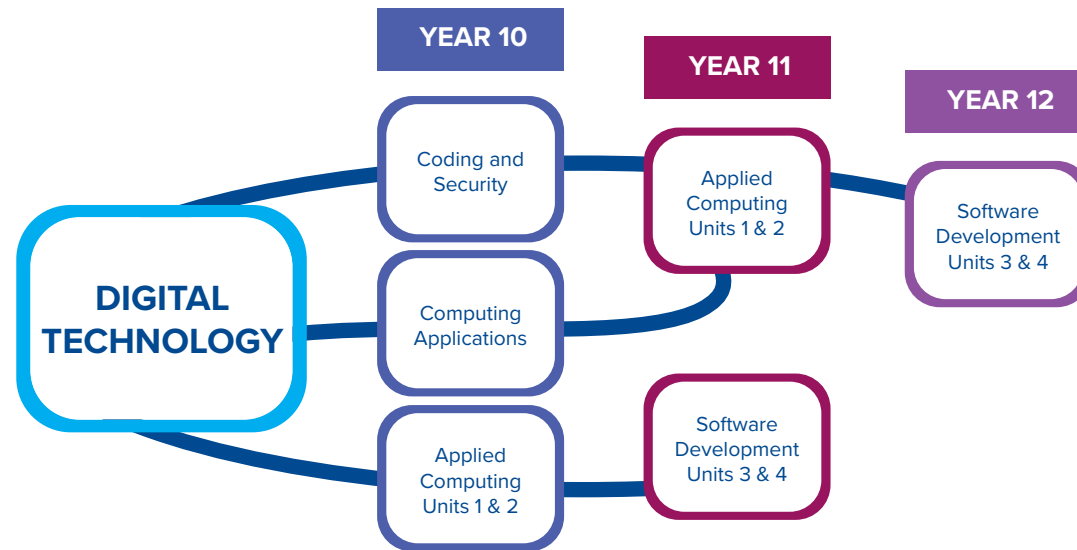 YEAR 10
YEAR 11
YEAR 12
DIGITAL
TECHNOLOGY
Coding and
Security
Computing
Applications
Applied
Computing
Units 1 & 2
Applied
Computing
Units 1 & 2
Software
Development
Units 3 & 4
Software
Development
Units 3 & 4